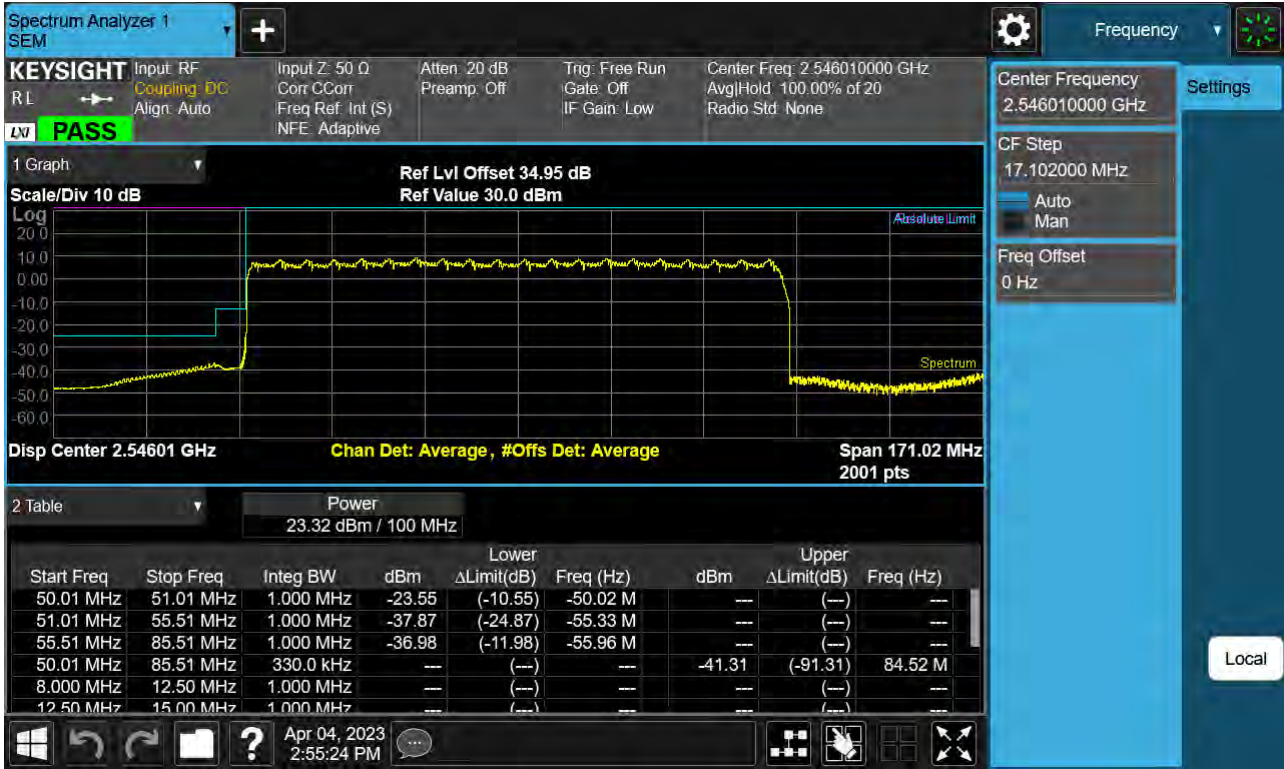 Spectrum Analyzer 1
SEM
Frequency
KEYSIGHT
R L
LXI
PASS
Input: RF
Coupling: DC
Align: Auto
Input Z: 50 Ω
Corr CCorr
Freq Ref: Int (S)
NFE: Adaptive
Atten: 20 dB
Preamp: Off
Trig: Free Run
Gate: Off
IF Gain: Low
Center Freq: 2.546010000 GHz
Avg|Hold: 100.00% of 20
Radio Std: None
Center Frequency
2.546010000 GHz
Settings
CF Step
17.102000 MHz
Auto
Man
Freq Offset
0 Hz
Local
1 Graph
Scale/Div 10 dB
Ref Lvl Offset 34.95 dB
Ref Value 30.0 dBm
Log
20.0
10.0
0.00
-10.0
-20.0
-30.0
-40.0
-50.0
-60.0
Absolute Limit
Spectrum
Disp Center 2.54601 GHz
Chan Det: Average, #Offs Det: Average
Span 171.02 MHz
2001 pts
2 Table
Power
23.32 dBm / 100 MHz
Lower Upper
Start Freq Stop Freq Integ BW dBm ΔLimit(dB) Freq (Hz) dBm ΔLimit(dB) Freq (Hz)
50.01 MHz 51.01 MHz 1.000 MHz -23.55 (-10.55) -50.02 M --- (---) ---
51.01 MHz 55.51 MHz 1.000 MHz -37.87 (-24.87) -55.33 M --- (---) ---
55.51 MHz 85.51 MHz 1.000 MHz -36.98 (-11.98) -55.96 M --- (---) ---
50.01 MHz 85.51 MHz 330.0 kHz --- (---) --- -41.31 (-91.31) 84.52 M
8.000 MHz 12.50 MHz 1.000 MHz --- (---) --- --- (---) ---
12.50 MHz 15.00 MHz 1.000 MHz --- (---) --- --- (---) ---
Apr 04, 2023
2:55:24 PM